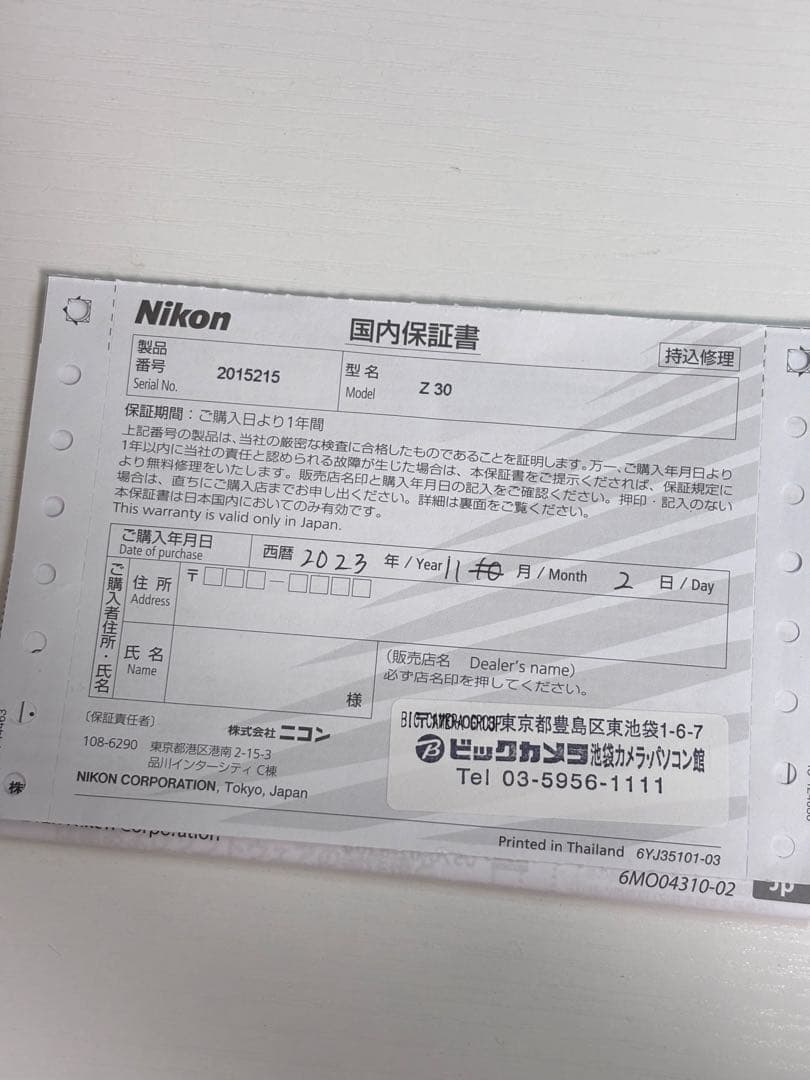 Nikon
国内保証書
持込修理
製品
番号
Serial No.
2015215
型 名
Model
Z 30
保証期間：ご購入日より1年間
上記番号の製品は、当社の厳密な検査に合格したものであることを証明します。万一、ご購入年月日より
1年以内に当社の責任と認められる故障が生じた場合は、本保証書をご提示くだされば、保証規定に
より無料修理をいたします。販売店名印と購入年月日の記入をご確認ください。押印・記入のない
場合は、直ちにご購入店までお申し出ください。詳細は裏面をご覧ください。
本保証書は日本国内においてのみ有効です。
This warranty is valid only in Japan.
ご購入年月日
Date of purchase
西暦 2023 年 / Year 11 10 月 / Month 2 日 / Day
ご購入者住所・氏名
住 所
Address
〒
氏 名
Name
様
（販売店名 Dealer's name）
必ず店名印を押してください。
東京都豊島区東池袋1-6-7
ビックカメラ 池袋カメラ・パソコン館
Tel 03-5956-1111
（保証責任者）
株式会社 ニコン
108-6290 東京都港区港南2-15-3
品川インターシティ C棟
NIKON CORPORATION, Tokyo, Japan
Printed in Thailand 6YJ35101-03
株
Nikon Corporation
6MO04310-02
Jp